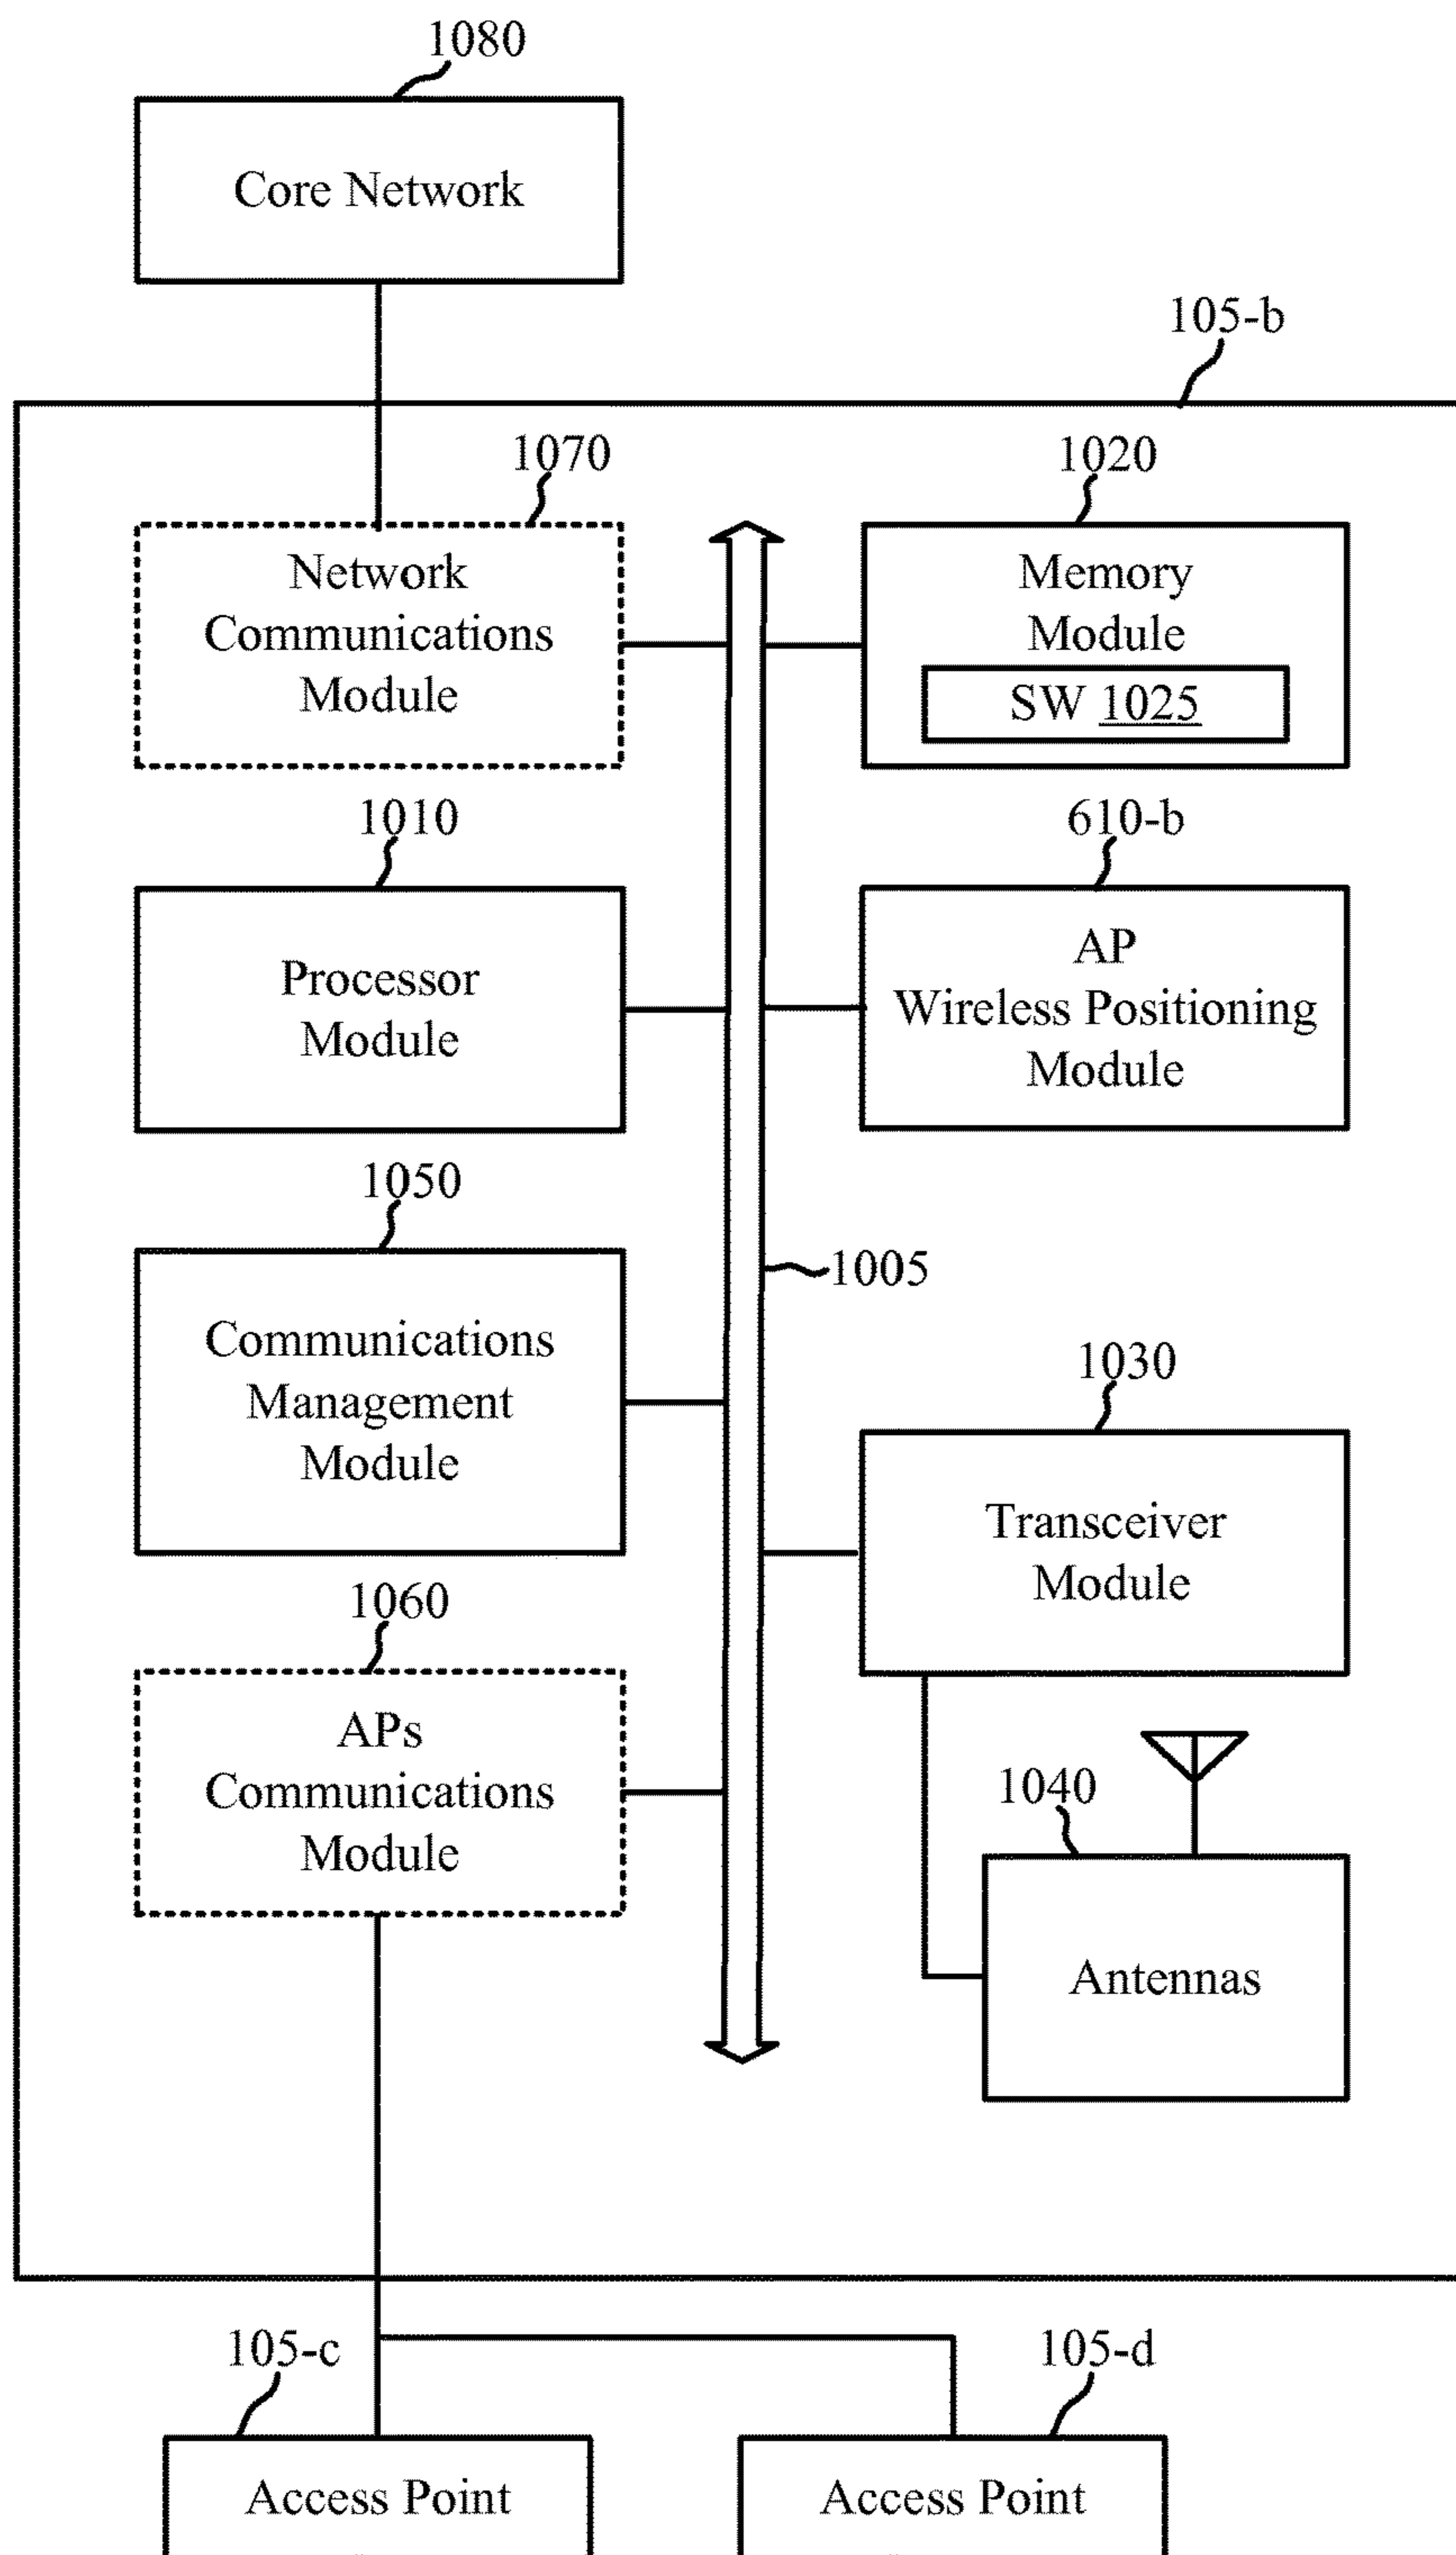 1080
Core Network
105-b
1070
1020
Network
Communications
Module
Memory
Module
SW 1025
1010
610-b
Processor
Module
AP
Wireless Positioning
Module
1050
1005
Communications
Management
Module
1030
Transceiver
Module
1060
APs
Communications
Module
1040
Antennas
105-c
105-d
Access Point
Access Point